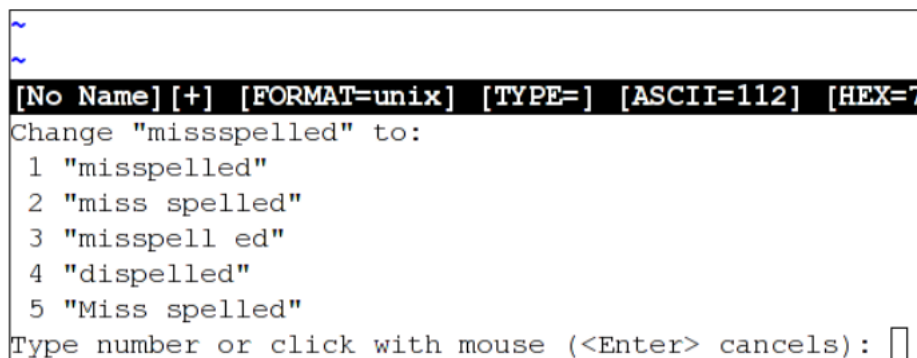 ~
~
[No Name][+] [FORMAT=unix] [TYPE=] [ASCII=112] [HEX=7
Change "missspelled" to:
1 "misspelled"
2 "miss spelled"
3 "misspell ed"
4 "dispelled"
5 "Miss spelled"
Type number or click with mouse (<Enter> cancels):